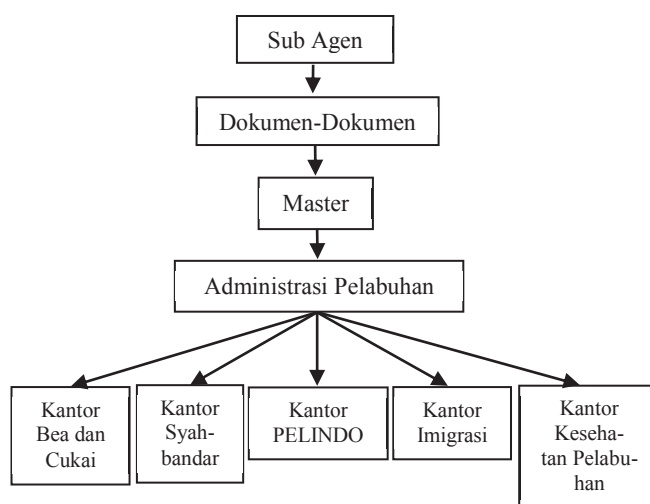 Sub Agen
Dokumen-Dokumen
Master
Administrasi Pelabuhan
Kantor
Bea dan
Cukai
Kantor
Syah-
bandar
Kantor
PELINDO
Kantor
Imigrasi
Kantor
Keseha-
tan Pelabu-
han